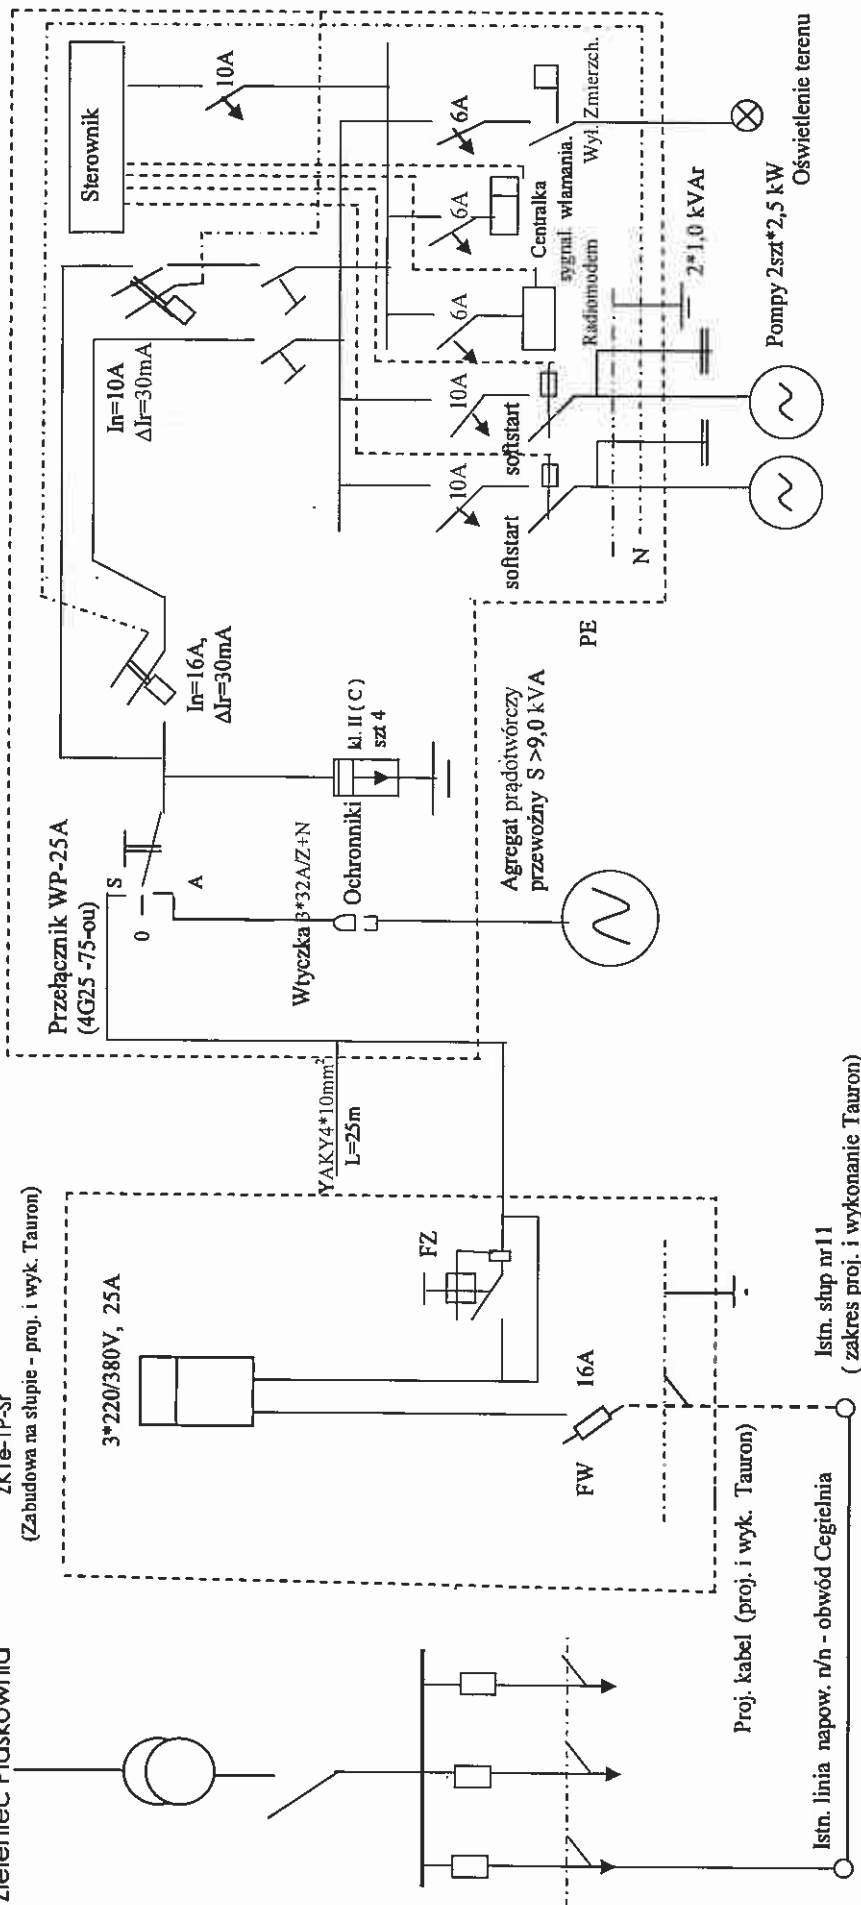 Zieleniec Piaskownia
ZK1e-1P-Sł
(Zabudowa na słupie - proj. i wyk. Tauron)
3*220/380V, 25A
FZ
FW
16A
Proj. kabel (proj. i wyk. Tauron)
Istn. linia napow. n/n - obwód Cegielnia
Istn. słup nr11
( zakres proj. i wykonanie Tauron)
YAKY4*10mm²
L=25m
Przełącznik WP-25A
(4G25 -75-ou)
S
0
A
Wtyczka 3*32A/Z+N
Ochronniki
kl. II ( C )
szt 4
Agregat prądotwórczy
przewoźny S >9,0 kVA
In=16A,
ΔIr=30mA
In=10A
ΔIr=30mA
Sterownik
10A
10A
softstart
10A
softstart
6A
Radiomodem
6A
Centralka
sygnal. włamania.
6A
Wył. Zmierzch.
PE
N
2*1,0 kVAr
Pompy 2szt*2,5 kW
Oświetlenie terenu